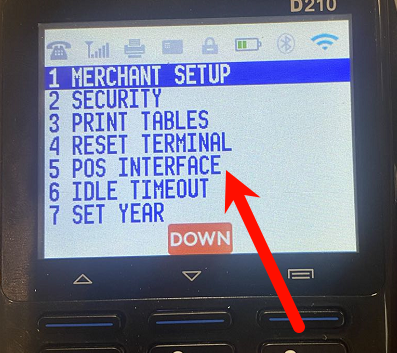 D210
1 MERCHANT SETUP
2 SECURITY
3 PRINT TABLES
4 RESET TERMINAL
5 POS INTERFACE
6 IDLE TIMEOUT
7 SET YEAR
DOWN